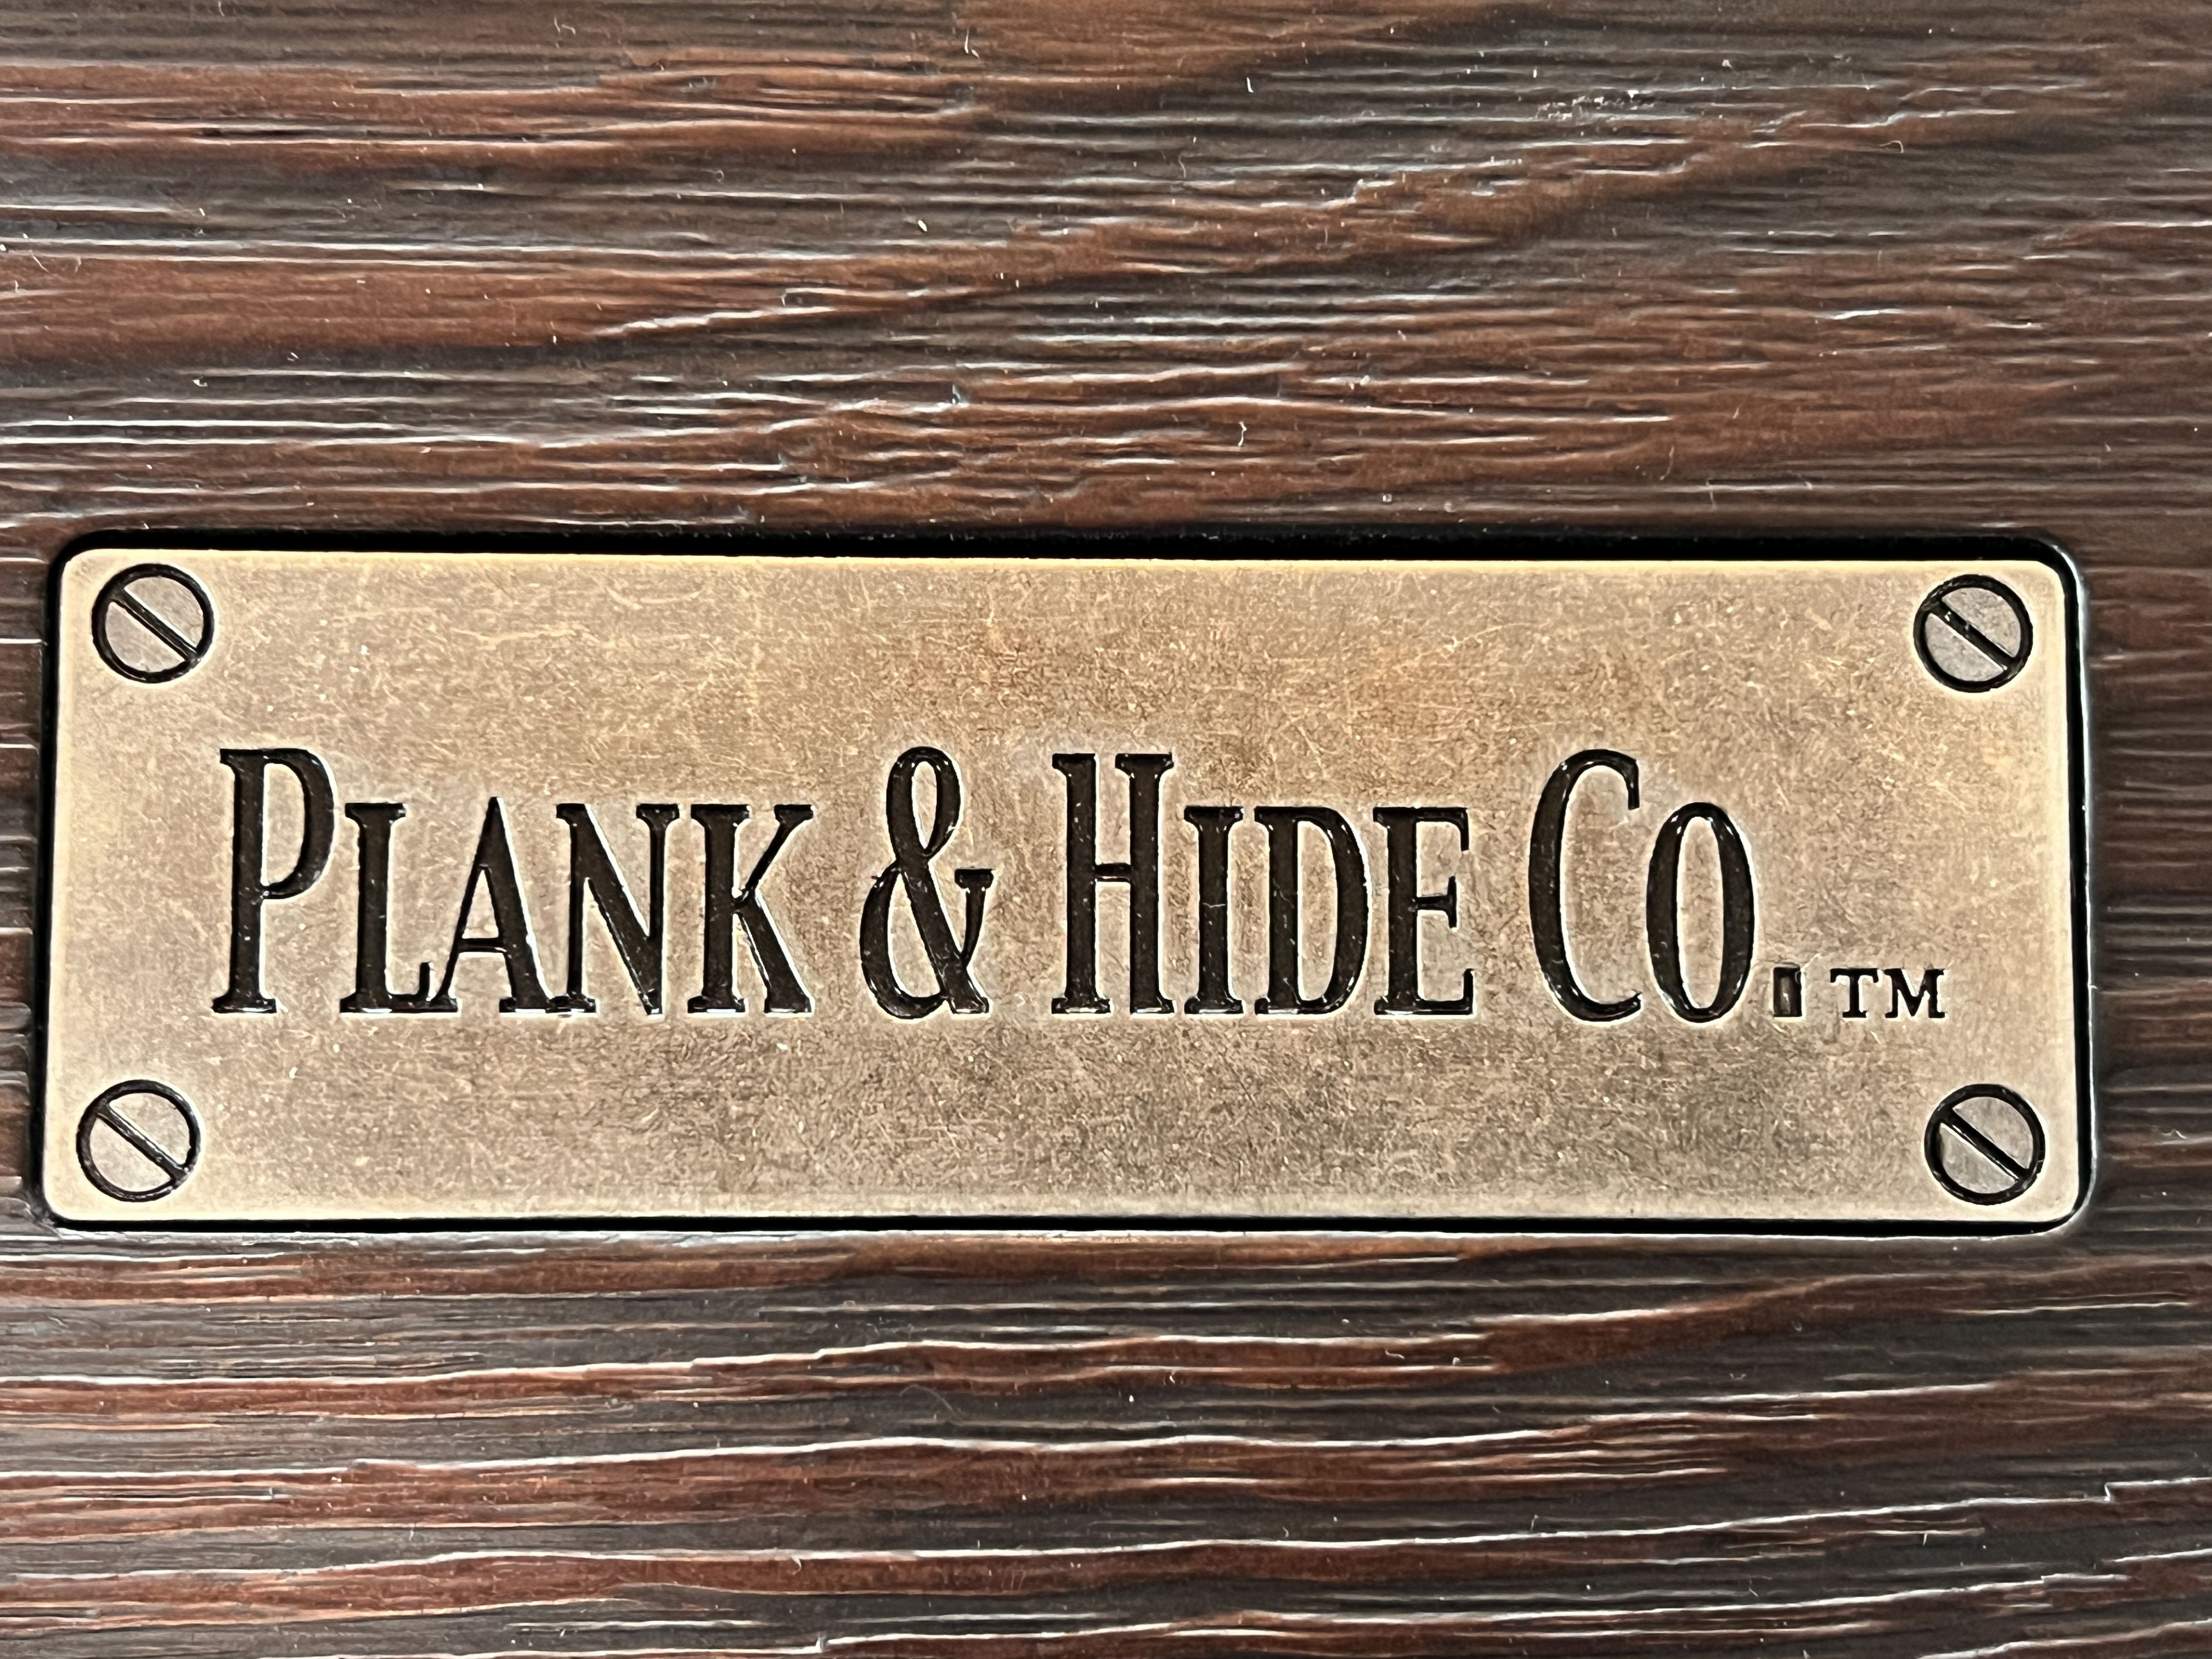 PLANK & HIDE CO.™